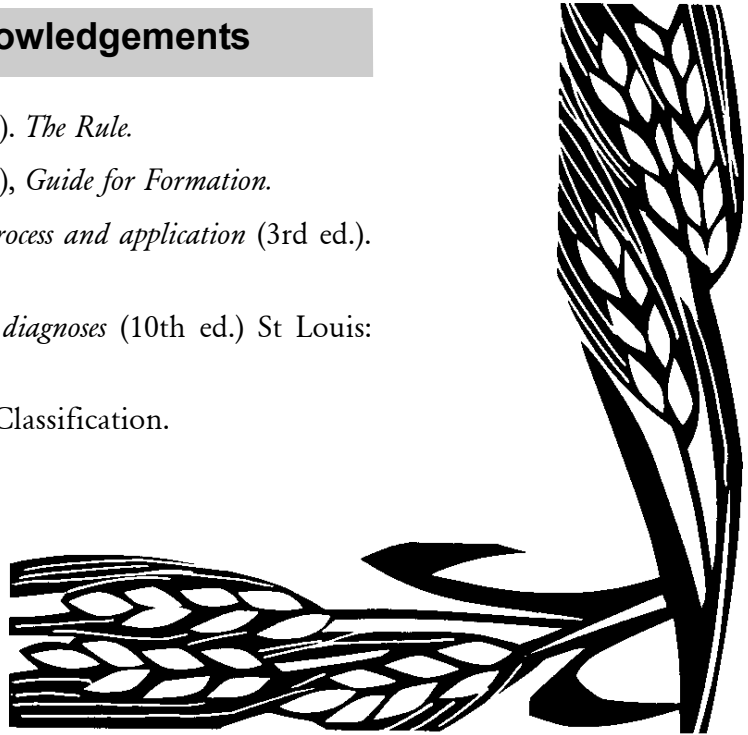 owledgements
). The Rule.
), Guide for Formation.
rocess and application (3rd ed.).
diagnoses (10th ed.) St Louis:
Classification.